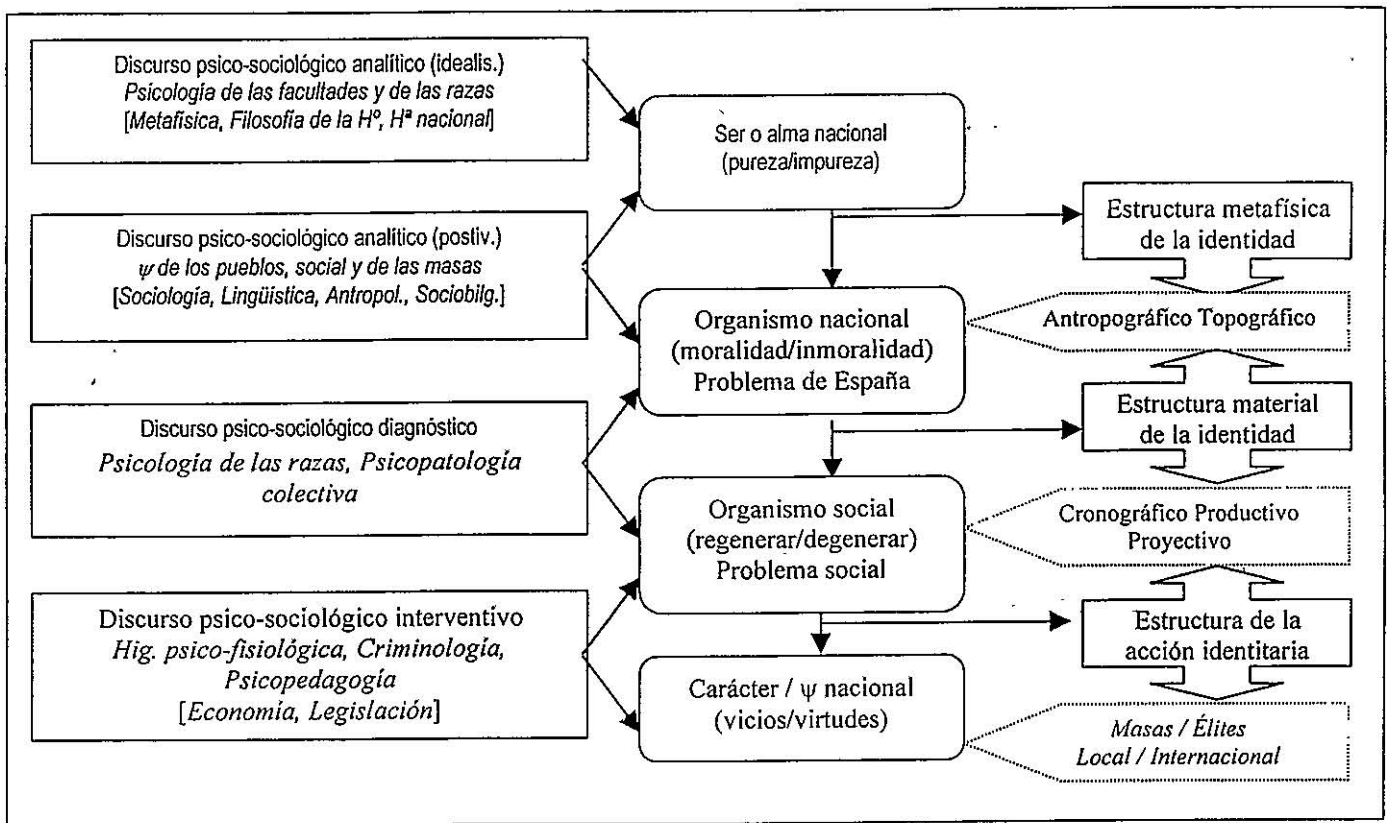 Discurso psico-sociológico analítico (idealis.)
Psicología de las facultades y de las razas
[Metafísica, Filosofía de la Hº, Hª nacional]
Discurso psico-sociológico analítico (postiv.)
ψ de los pueblos, social y de las masas
[Sociología, Lingüística, Antropol., Sociobilg.]
Discurso psico-sociológico diagnóstico
Psicología de las razas, Psicopatología
colectiva
Discurso psico-sociológico interventivo
Hig. psico-fisiológica, Criminología,
Psicopedagogía
[Economía, Legislación]
Ser o alma nacional
(pureza/impureza)
Organismo nacional
(moralidad/inmoralidad)
Problema de España
Organismo social
(regenerar/degenerar)
Problema social
Carácter / ψ nacional
(vicios/virtudes)
Estructura metafísica
de la identidad
Antropográfico Topográfico
Estructura material
de la identidad
Cronográfico Productivo
Proyectivo
Estructura de la
acción identitaria
Masas / Élites
Local / Internacional